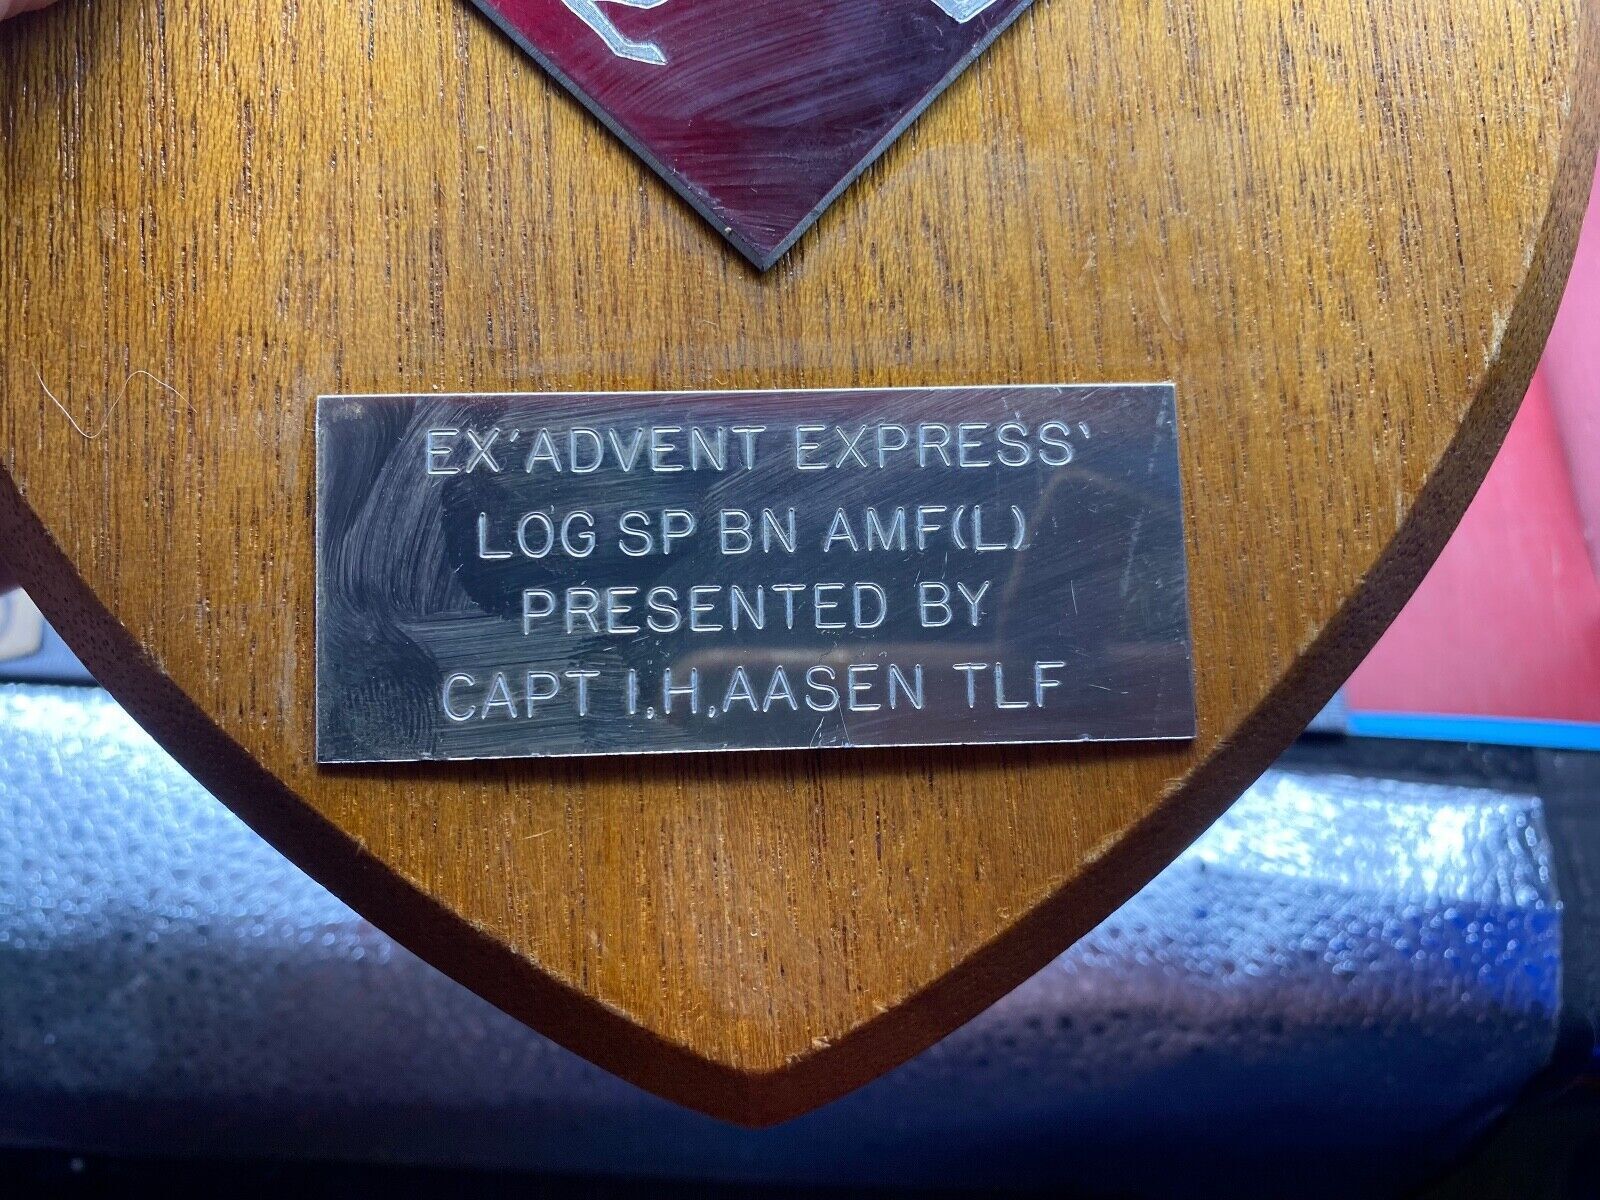 EX'ADVENT EXPRESS'
LOG SP BN AMF(L)
PRESENTED BY
CAPT I,H,AASEN TLF